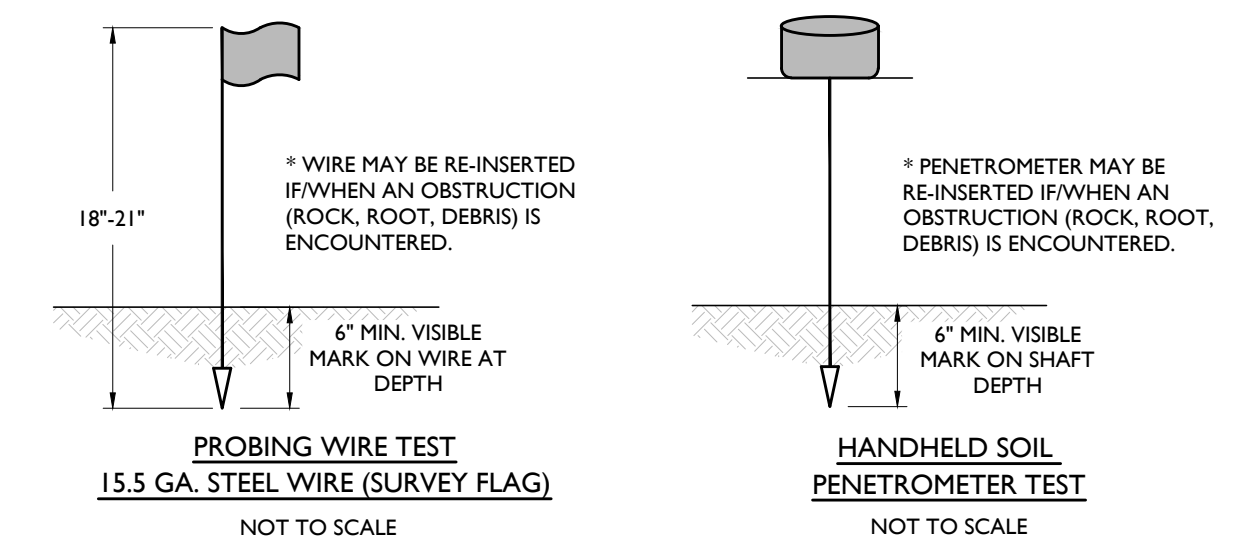 18"-21"
* WIRE MAY BE RE-INSERTED
IF/WHEN AN OBSTRUCTION
(ROCK, ROOT, DEBRIS) IS
ENCOUNTERED.
6" MIN. VISIBLE
MARK ON WIRE AT
DEPTH
PROBING WIRE TEST
15.5 GA. STEEL WIRE (SURVEY FLAG)
NOT TO SCALE
* PENETROMETER MAY BE
RE-INSERTED IF/WHEN AN
OBSTRUCTION (ROCK, ROOT,
DEBRIS) IS ENCOUNTERED.
6" MIN. VISIBLE
MARK ON SHAFT
DEPTH
HANDHELD SOIL
PENETROMETER TEST
NOT TO SCALE